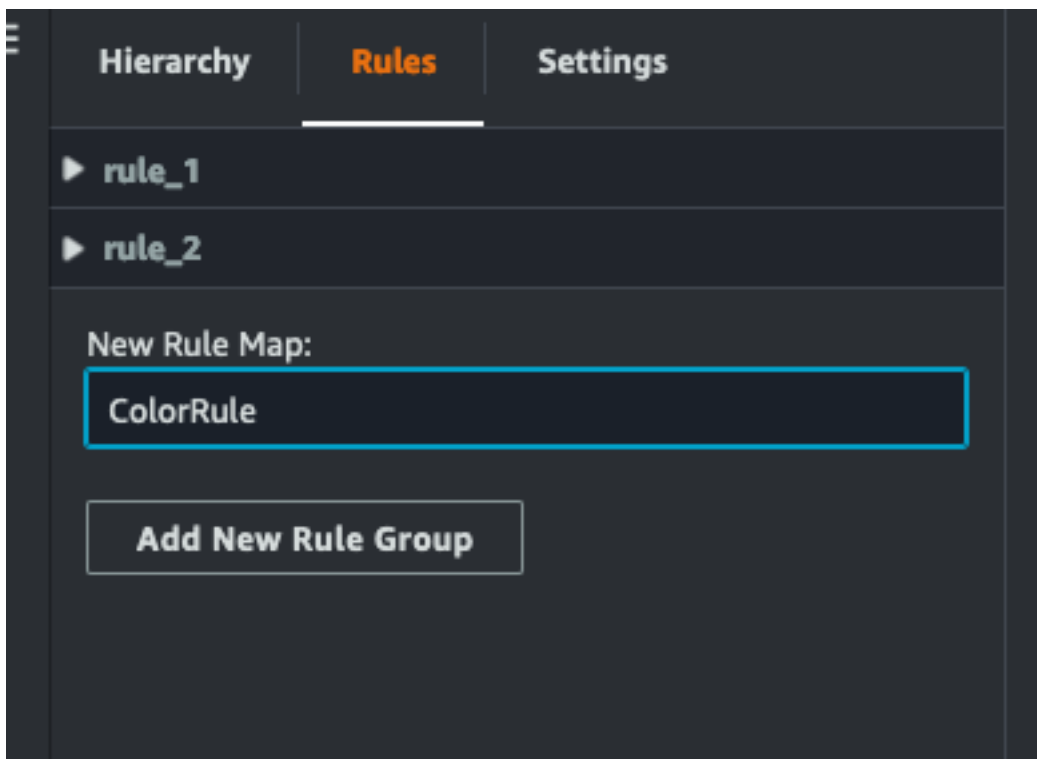 Hierarchy Rules Settings
rule_1
rule_2
New Rule Map:
ColorRule
Add New Rule Group